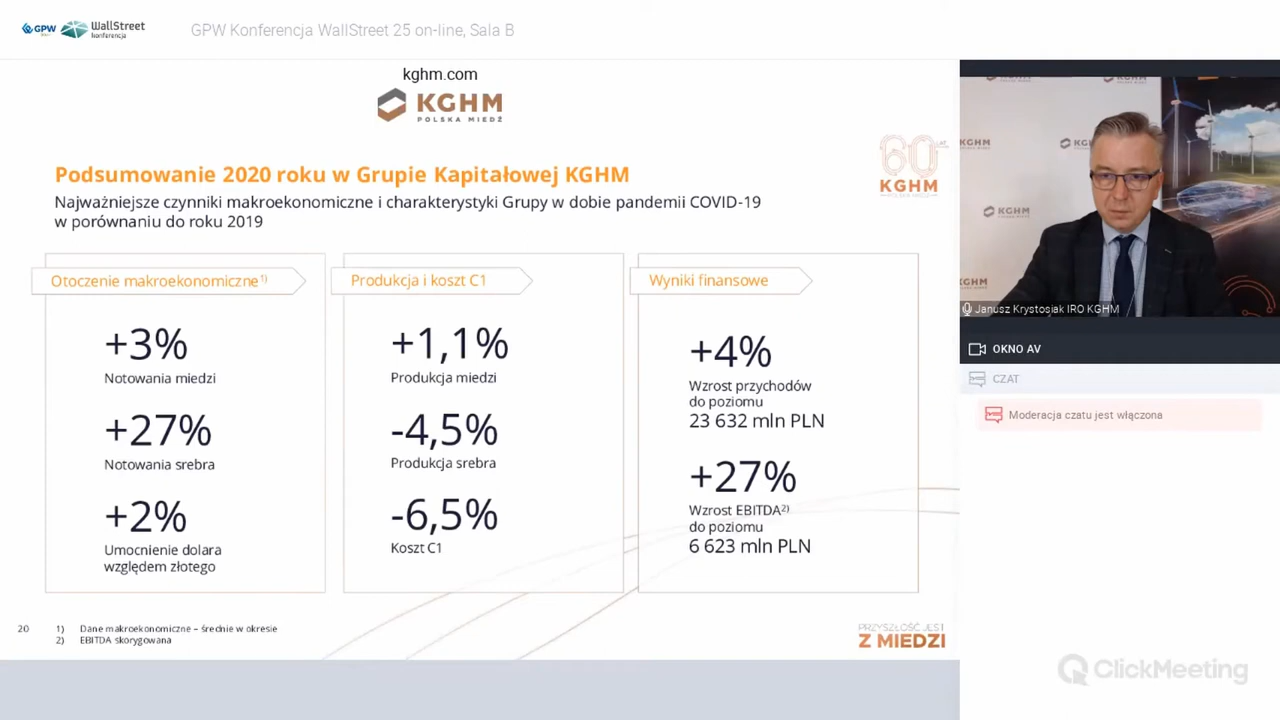 GPW
WallStreet
konferencja
GPW Konferencja WallStreet 25 on-line, Sala B
kghm.com
KGHM
POLSKA MIEDŹ
Podsumowanie 2020 roku w Grupie Kapitałowej KGHM
Najważniejsze czynniki makroekonomiczne i charakterystyki Grupy w dobie pandemii COVID-19
w porównaniu do roku 2019
60
KGHM
Otoczenie makroekonomiczne1)
+3%
Notowania miedzi
+27%
Notowania srebra
+2%
Umocnienie dolara
względem złotego
Produkcja i koszt C1
+1,1%
Produkcja miedzi
-4,5%
Produkcja srebra
-6,5%
Koszt C1
Wyniki finansowe
+4%
Wzrost przychodów
do poziomu
23 632 mln PLN
+27%
Wzrost EBITDA2)
do poziomu
6 623 mln PLN
20
1) Dane makroekonomiczne – średnie w okresie
2) EBITDA skorygowana
PRZYSZŁOŚĆ JEST
Z MIEDZI
KGHM
KGHM
KGHM
Janusz Krystosjak IRO KGHM
OKNO AV
CZAT
Moderacja czatu jest włączona
ClickMeeting